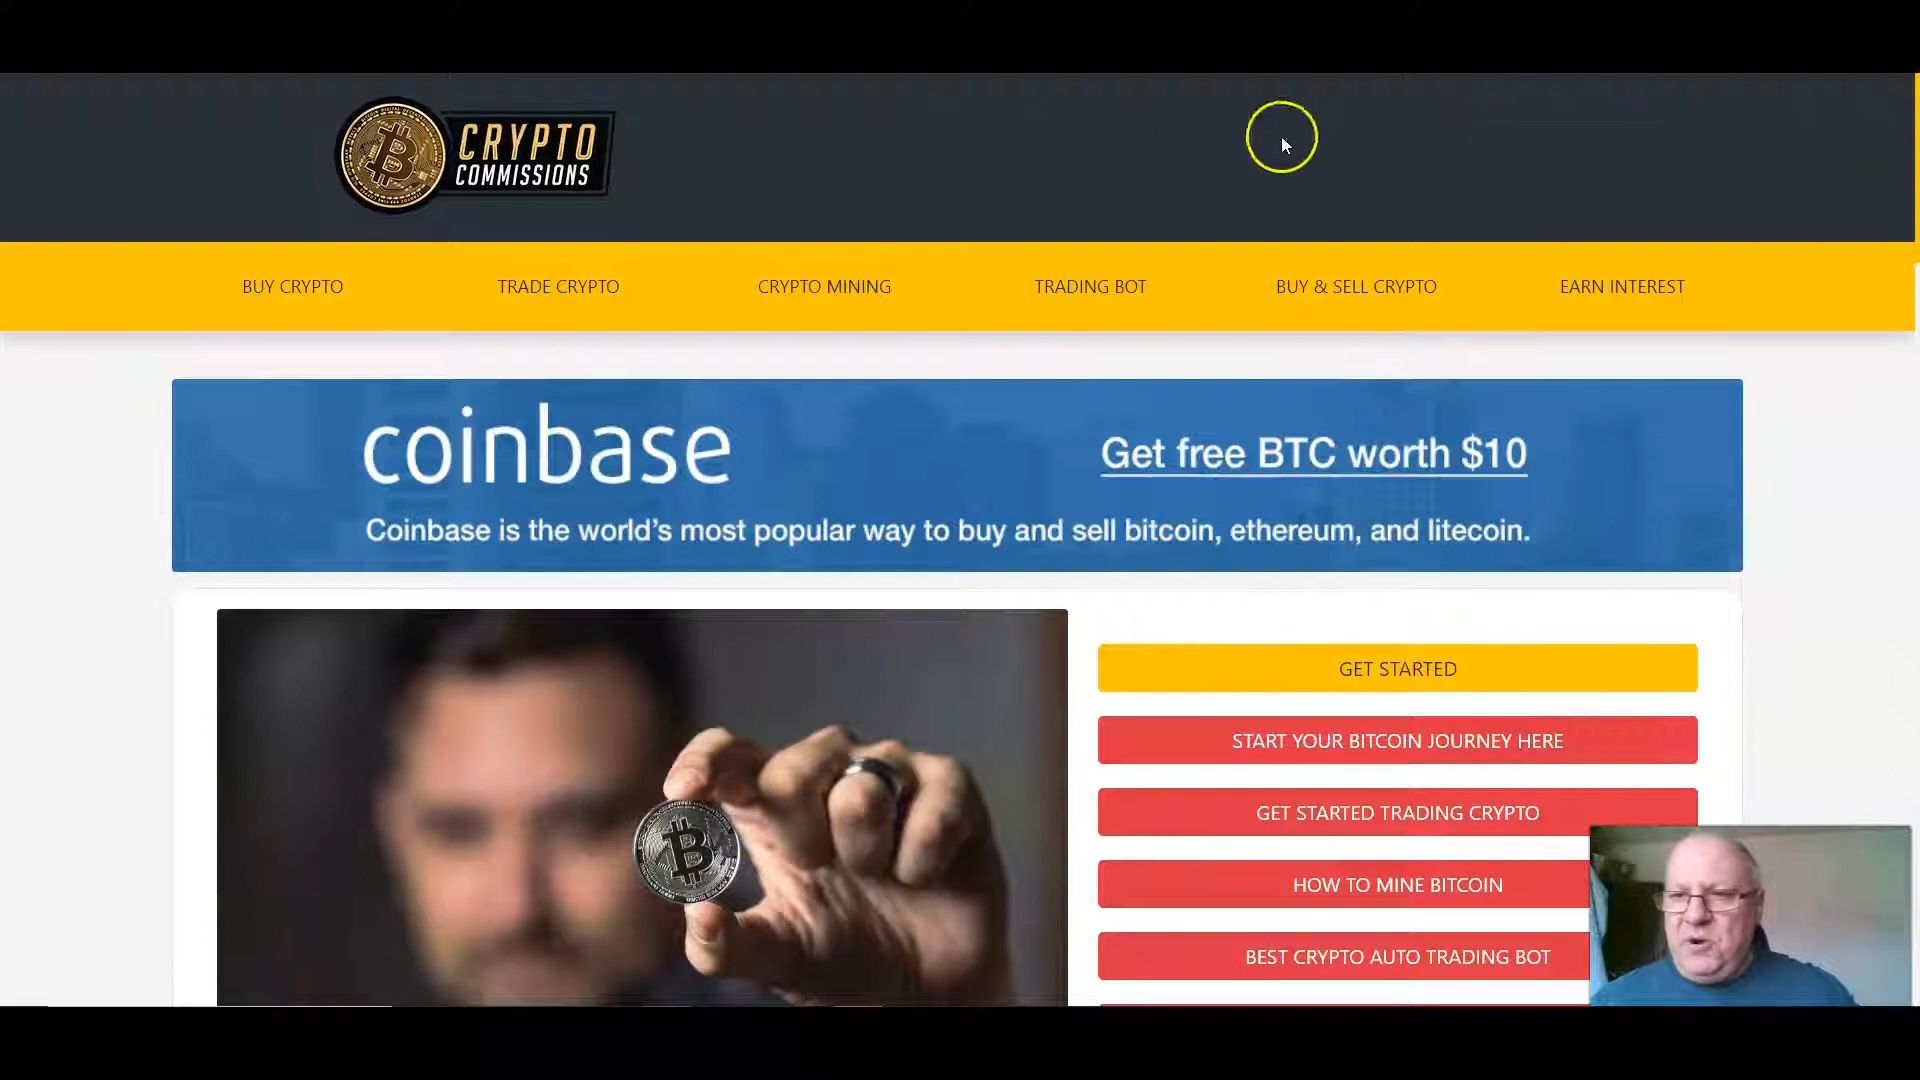 CRYPTO
COMMISSIONS
BUY CRYPTO
TRADE CRYPTO
CRYPTO MINING
TRADING BOT
BUY & SELL CRYPTO
EARN INTEREST
coinbase
Get free BTC worth $10
Coinbase is the world's most popular way to buy and sell bitcoin, ethereum, and litecoin.
GET STARTED
START YOUR BITCOIN JOURNEY HERE
GET STARTED TRADING CRYPTO
HOW TO MINE BITCOIN
BEST CRYPTO AUTO TRADING BOT